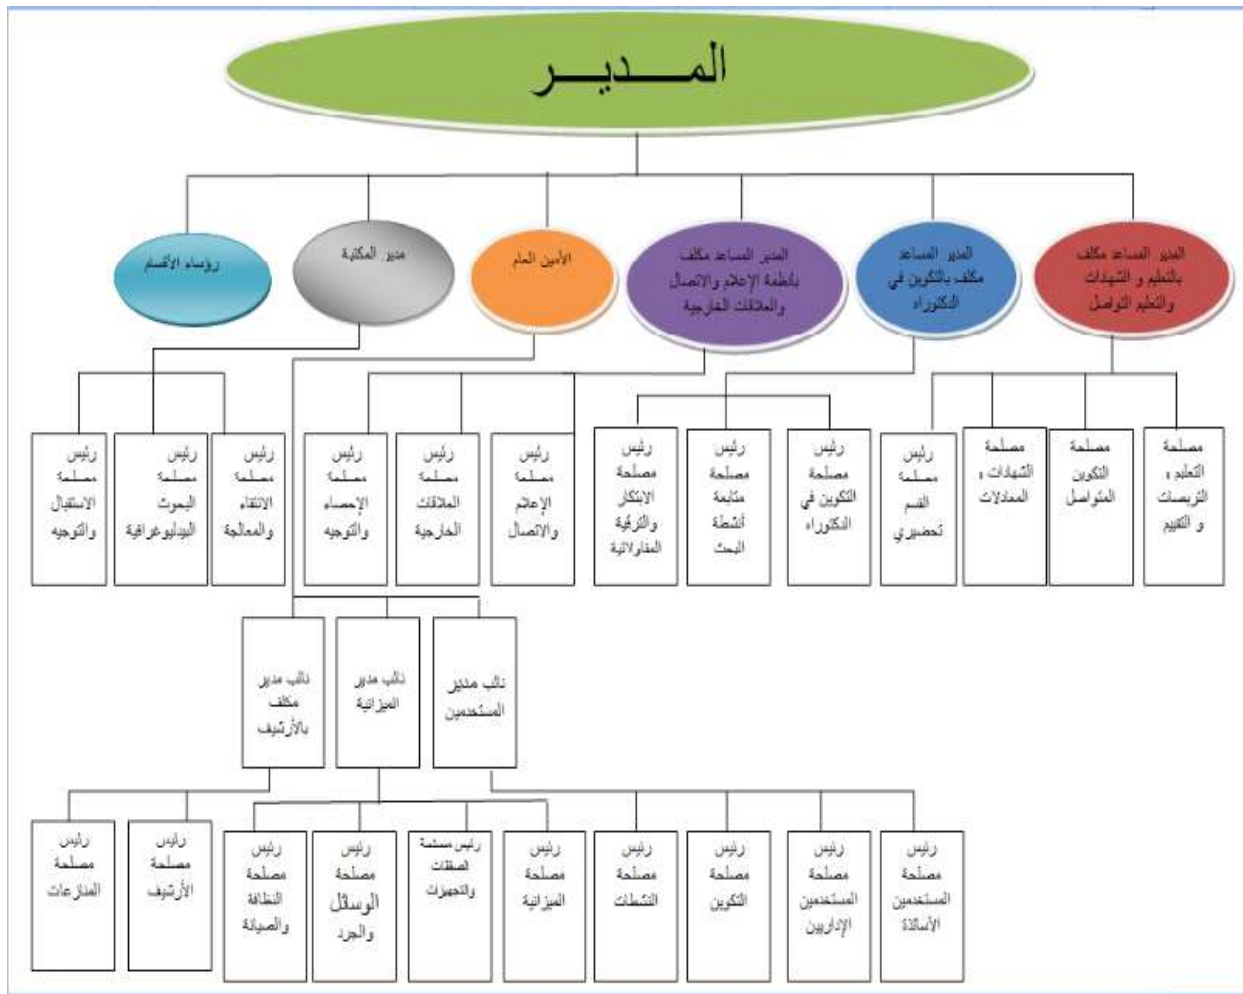 المـــديـــر
المدير المساعد مكلف
بالتعليم و الشهادات
والتعليم التواصل
المدير المساعد
مكلف بالتكوين في
الدكتوراه
المدير المساعد مكلف
بأنظمة الإعلام والاتصال
والعلاقات الخارجية
الأمين العام
مدير المكتبة
رؤساء الأقسام
مصلحة
التعليم و
التربصات
و التقييم
مصلحة
التكوين
المتواصل
مصلحة
الشهادات و
المعادلات
رئيس
مصلحة
القسم
تحضيري
رئيس
مصلحة
التكوين في
الدكتوراه
رئيس
مصلحة
متابعة
أنشطة
البحث
رئيس
مصلحة
الابتكار
والترقية
المقاولاتية
رئيس
مصلحة
الإعلام
والاتصال
رئيس
مصلحة
العلاقات
الخارجية
رئيس
مصلحة
الإحصاء
والتوجيه
رئيس
مصلحة
الانتقاء
والمعالجة
رئيس
مصلحة
البحوث
البيبليوغرافية
رئيس
مصلحة
الاستقبال
والتوجيه
نائب مدير
المستخدمين
نائب مدير
الميزانية
نائب مدير
مكلف
بالأرشيف
رئيس
مصلحة
المستخدمين
الأساتذة
رئيس
مصلحة
المستخدمين
الإداريين
رئيس
مصلحة
التكوين
رئيس
مصلحة
النشطات
رئيس
مصلحة
الميزانية
رئيس مصلحة
الصفقات
والتجهيزات
رئيس
مصلحة
الوسائل
والجرد
رئيس
مصلحة
النظافة
والصيانة
رئيس
مصلحة
الأرشيف
رئيس
مصلحة
المنازعات